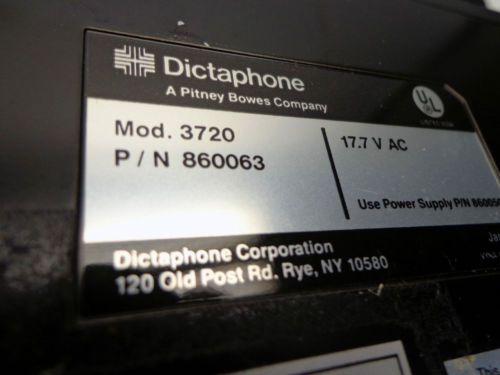 Dictaphone
A Pitney Bowes Company
UL
Mod. 3720
P/N 860063
17.7 V AC
Use Power Supply P/N
Dictaphone Corporation
120 Old Post Rd. Rye, NY 10580